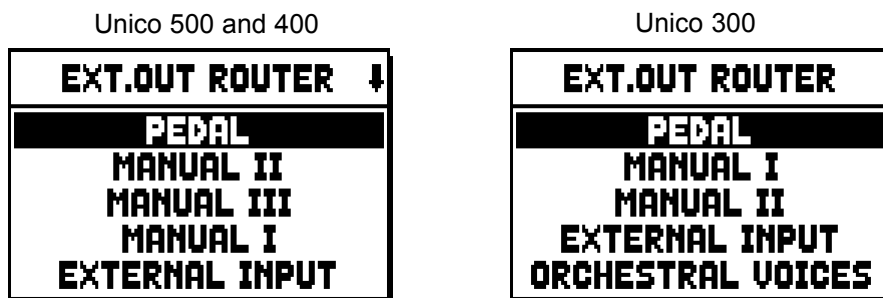 Unico 500 and 400
EXT.OUT ROUTER ⬇
PEDAL
MANUAL II
MANUAL III
MANUAL I
EXTERNAL INPUT
Unico 300
EXT.OUT ROUTER
PEDAL
MANUAL I
MANUAL II
EXTERNAL INPUT
ORCHESTRAL VOICES